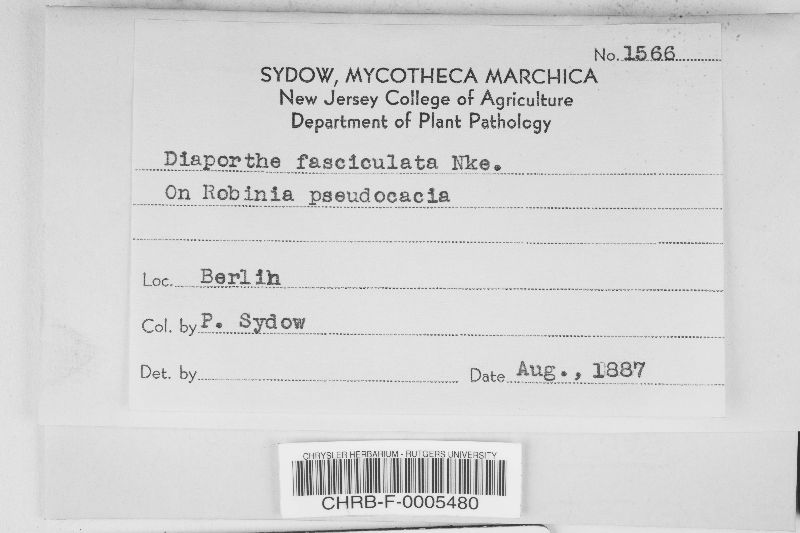 No. 1566
SYDOW, MYCOTHECA MARCHICA
New Jersey College of Agriculture
Department of Plant Pathology
Diaporthe fasciculata Nke.
On Robinia pseudocacia
Loc. Berlin
Col. by P. Sydow
Det. by
Date Aug., 1887
CHRYSLER HERBARIUM - RUTGERS UNIVERSITY
CHRB-F-0005480